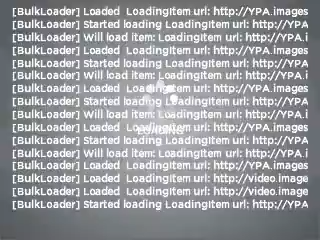 [BulkLoader] Loaded LoadingItem url: http://YPA.images
[BulkLoader] Started loading LoadingItem url: http://YPA
[BulkLoader] Will load item: LoadingItem url: http://YPA.i
[BulkLoader] Loaded LoadingItem url: http://YPA.images
[BulkLoader] Started loading LoadingItem url: http://YPA
[BulkLoader] Will load item: LoadingItem url: http://YPA.i
[BulkLoader] Loaded LoadingItem url: http://YPA.images
[BulkLoader] Started loading LoadingItem url: http://YPA
[BulkLoader] Will load item: LoadingItem url: http://YPA.i
[BulkLoader] Loaded LoadingItem url: http://YPA.images
[BulkLoader] Started loading LoadingItem url: http://YPA
[BulkLoader] Will load item: LoadingItem url: http://YPA.i
[BulkLoader] Loaded LoadingItem url: http://YPA.images
[BulkLoader] Loaded LoadingItem url: http://video.image
[BulkLoader] Loaded LoadingItem url: http://video.image
[BulkLoader] Started loading LoadingItem url: http://YPA